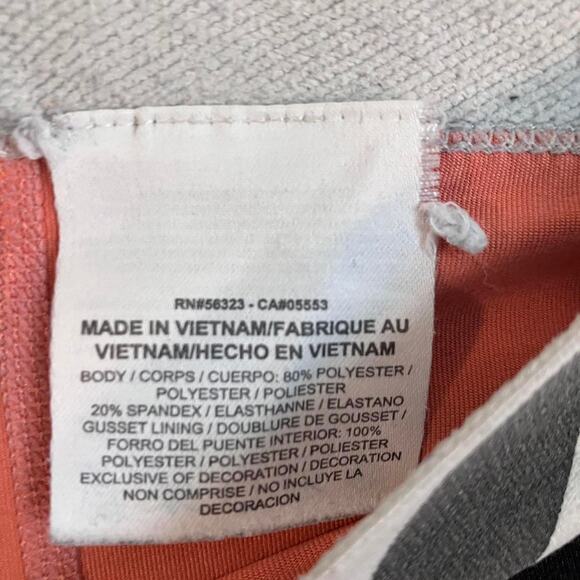 RN#56323 - CA#05553
MADE IN VIETNAM/FABRIQUE AU
VIETNAM/HECHO EN VIETNAM
BODY / CORPS / CUERPO: 80% POLYESTER /
POLYESTER / POLIESTER
20% SPANDEX / ELASTHANNE / ELASTANO
GUSSET LINING / DOUBLURE DE GOUSSET /
FORRO DEL PUENTE INTERIOR: 100%
POLYESTER / POLYESTER / POLIESTER
EXCLUSIVE OF DECORATION / DECORATION
NON COMPRISE / NO INCLUYE LA
DECORACION